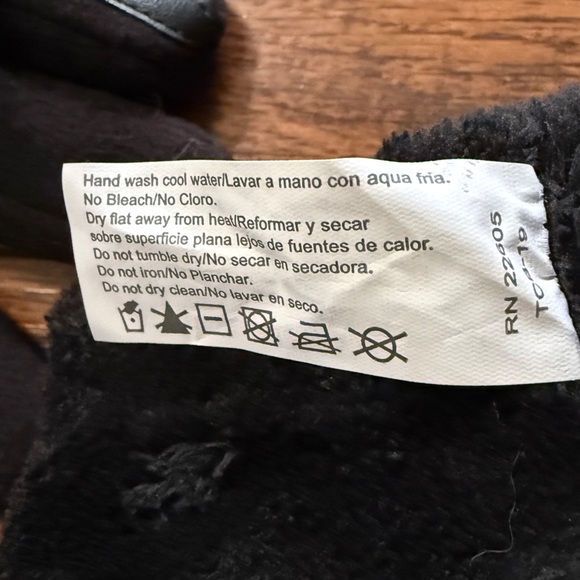 Hand wash cool water/Lavar a mano con aqua fria.
No Bleach/No Cloro.
Dry flat away from heat/Reformar y secar
sobre superficie plana lejos de fuentes de calor.
Do not tumble dry/No secar en secadora.
Do not iron/No Planchar.
Do not dry clean/No lavar en seco.
RN 22605